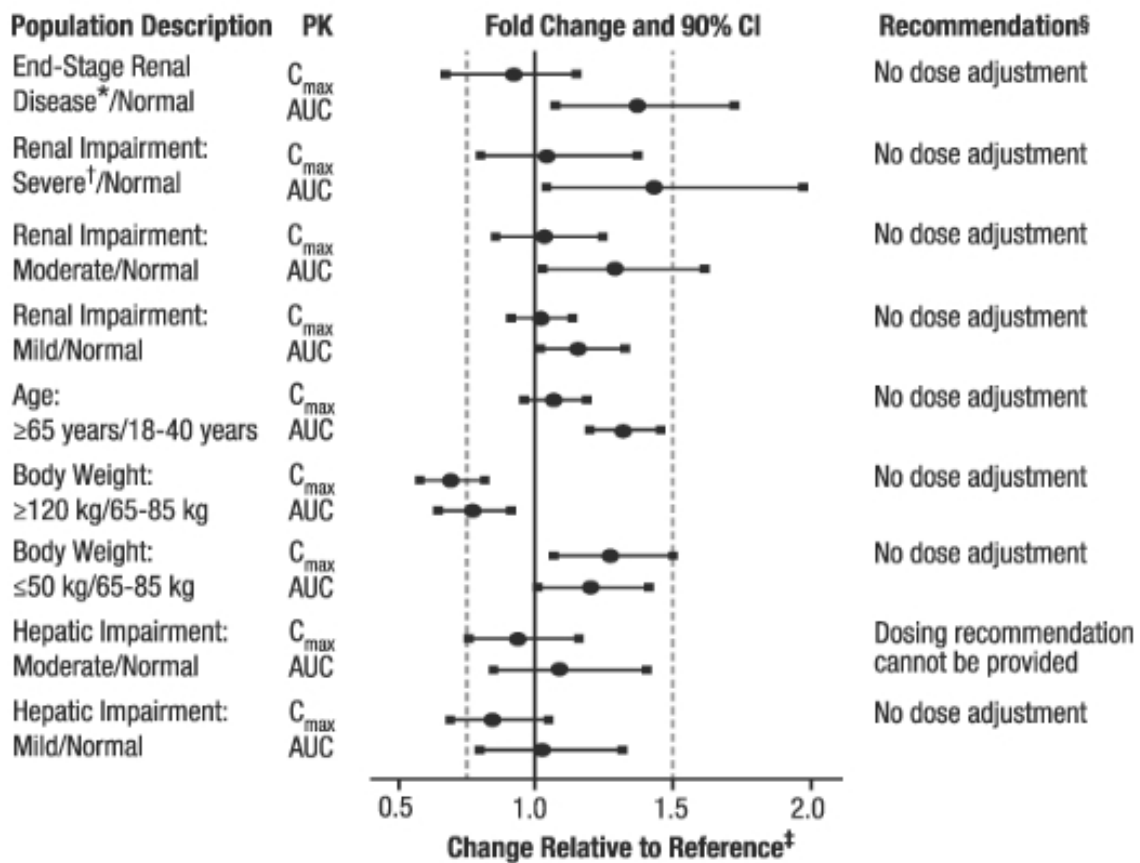 Population Description PK Fold Change and 90% CI Recommendation§
End-Stage Renal Cmax No dose adjustment
Disease*/Normal AUC
Renal Impairment: Cmax No dose adjustment
Severe†/Normal AUC
Renal Impairment: Cmax No dose adjustment
Moderate/Normal AUC
Renal Impairment: Cmax No dose adjustment
Mild/Normal AUC
Age: Cmax No dose adjustment
≥65 years/18-40 years AUC
Body Weight: Cmax No dose adjustment
≥120 kg/65-85 kg AUC
Body Weight: Cmax No dose adjustment
≤50 kg/65-85 kg AUC
Hepatic Impairment: Cmax Dosing recommendation
Moderate/Normal AUC cannot be provided
Hepatic Impairment: Cmax No dose adjustment
Mild/Normal AUC
0.5 1.0 1.5 2.0
Change Relative to Reference‡